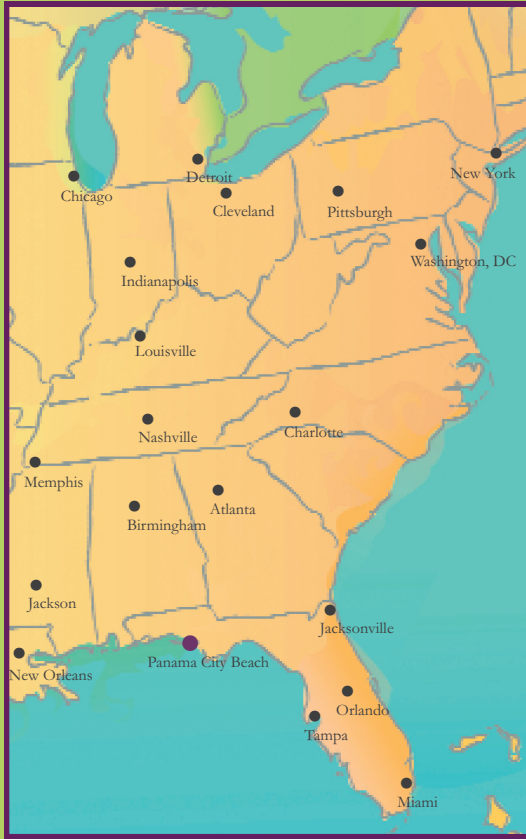 New York
Detroit
Chicago
Cleveland
Pittsburgh
Washington, DC
Indianapolis
Louisville
Nashville
Charlotte
Memphis
Atlanta
Birmingham
Jackson
Jacksonville
Panama City Beach
New Orleans
Orlando
Tampa
Miami